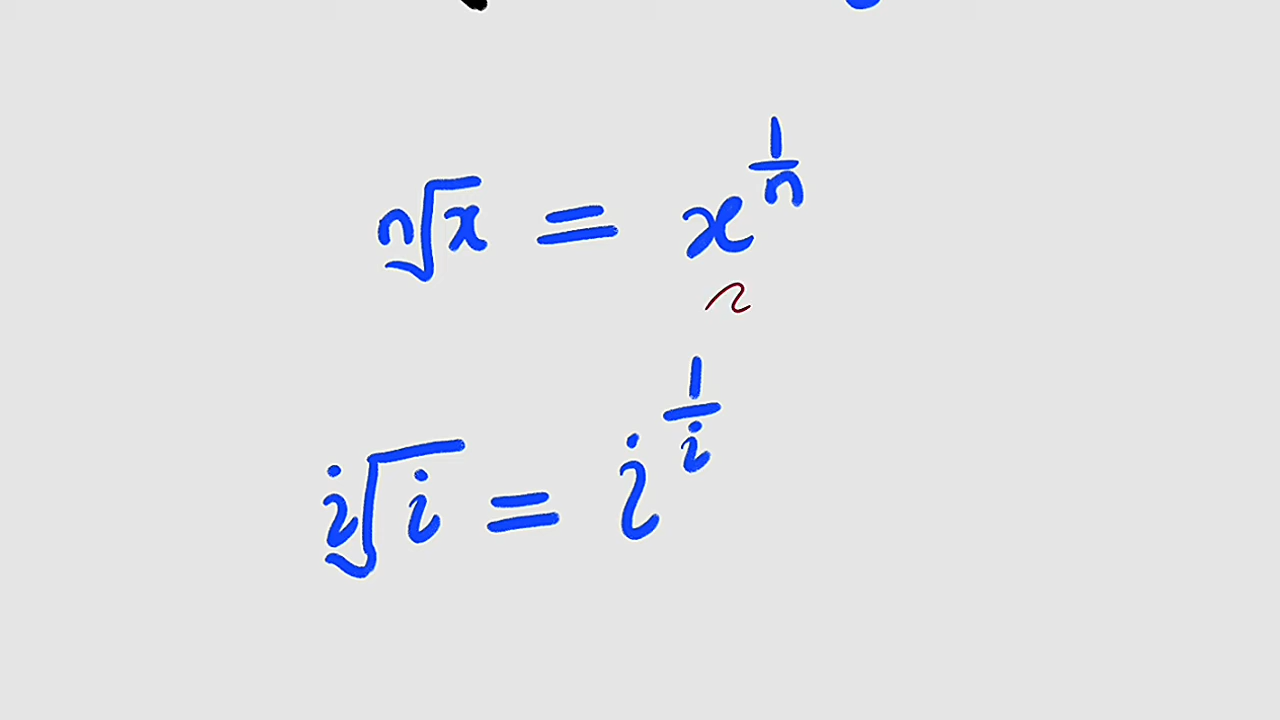 ⁿ√x = x^(1/n)
ⁱ√i = i^(1/i)